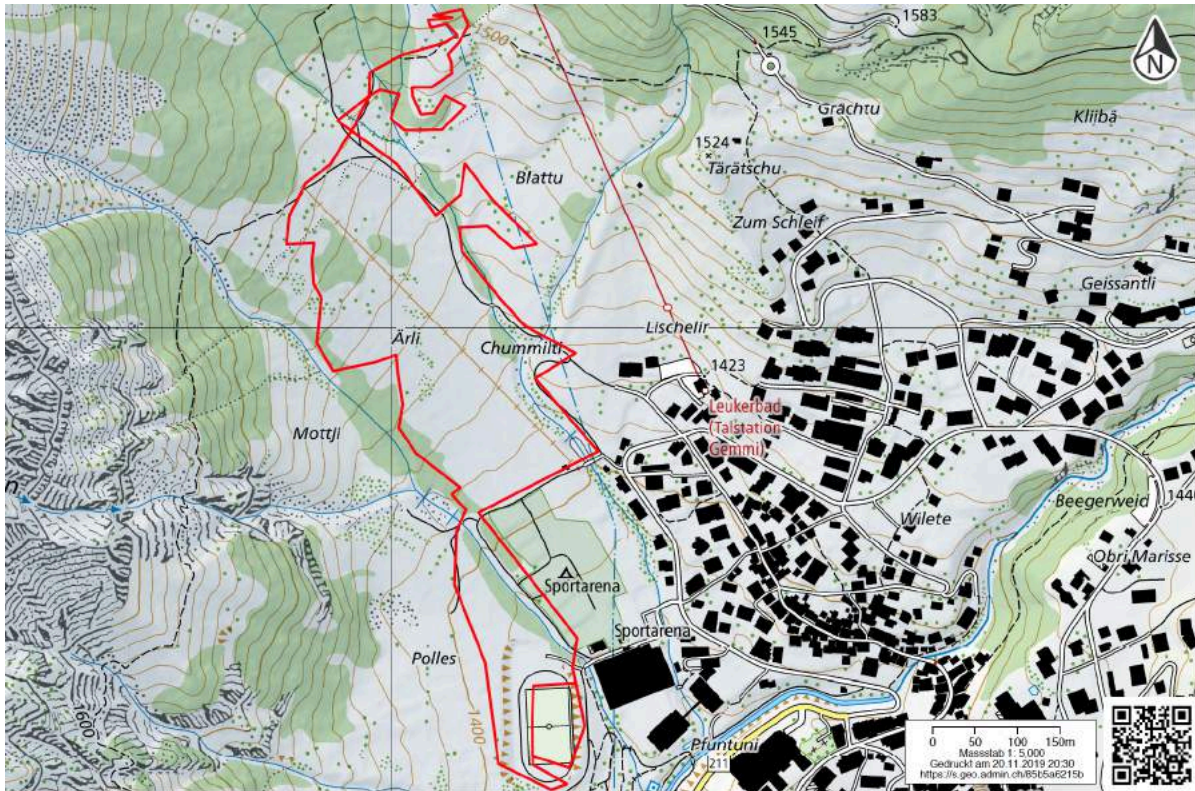 1583
1545
N
1500
Grächtu
Kliibä
1524
Tärätschu
Blattu
Zum Schleif
Geissantli
Lischelir
Ärli
Chummilti
1423
Leukerbad
(Talstation
Gemmi)
Mottji
Wilete
Beegerweid
1440
Obri Marisse
Sportarena
Sportarena
Polles
1600
1400
Pfuntuni
211
0 50 100 150m
Massstab 1: 5,000
Gedruckt am 20.11.2019 20:30
https://s.geo.admin.ch/85b5a6215b